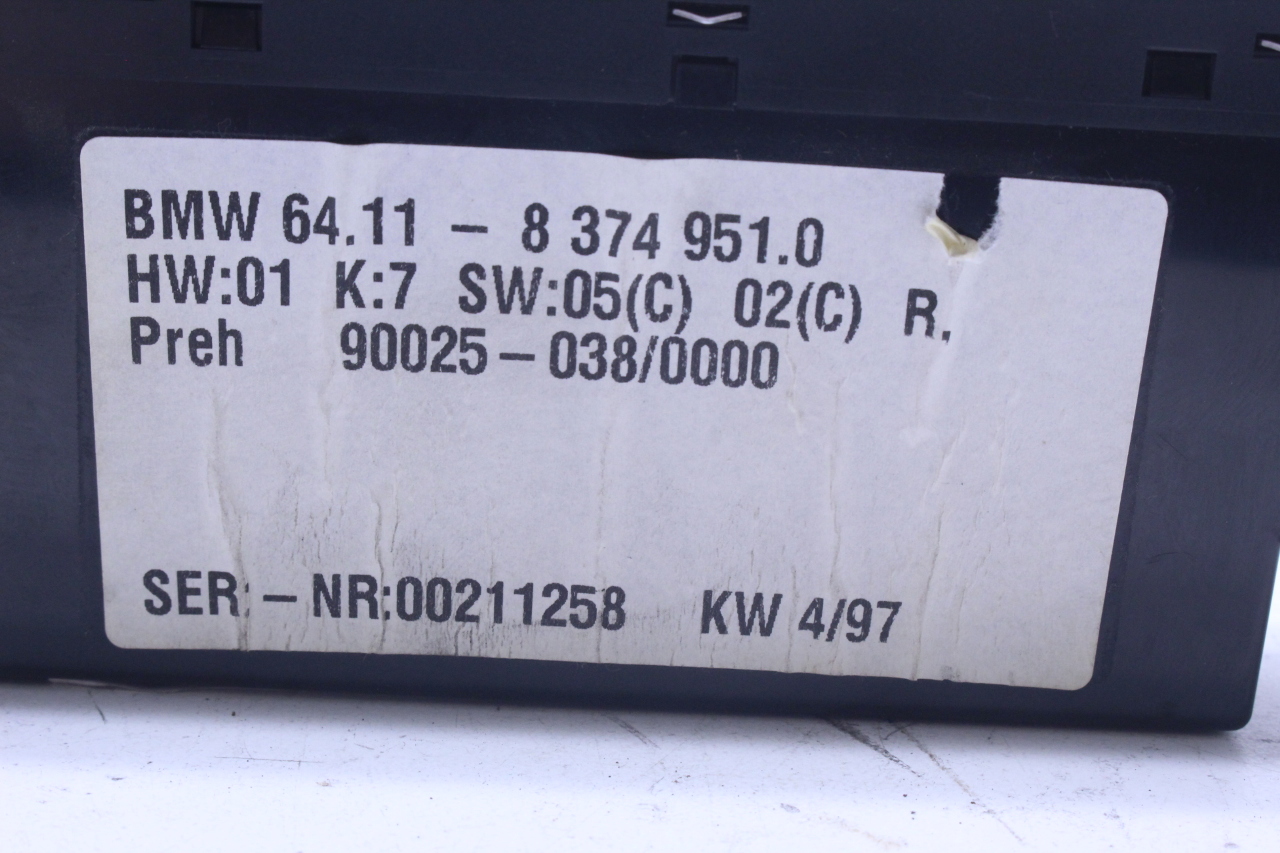 BMW 64.11 – 8 374 951.0
HW:01 K:7 SW:05(C) 02(C) R.
Preh 90025–038/0000
SER.–NR:00211258 KW 4/97